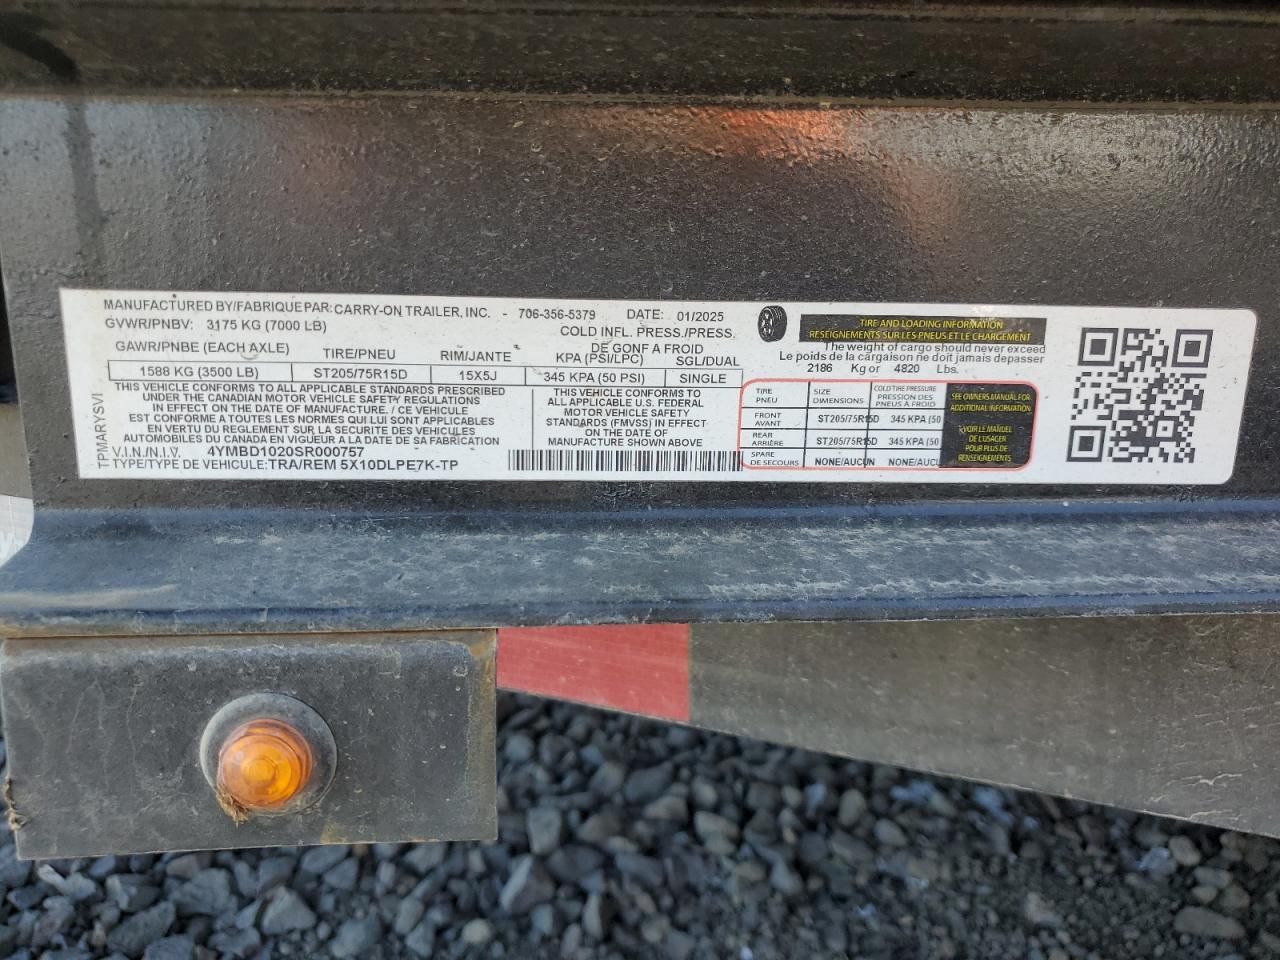 MANUFACTURED BY/FABRIQUE PAR: CARRY-ON TRAILER, INC. - 706-356-5379 DATE: 01/2025
GVWR/PNBV: 3175 KG (7000 LB)
GAWR/PNBE (EACH AXLE) TIRE/PNEU RIM/JANTE COLD INFL. PRESS./PRESS. DE GONF A FROID KPA (PSI/LPC) SGL/DUAL
1588 KG (3500 LB) ST205/75R15D 15X5J 345 KPA (50 PSI) SINGLE
THIS VEHICLE CONFORMS TO ALL APPLICABLE STANDARDS PRESCRIBED
UNDER THE CANADIAN MOTOR VEHICLE SAFETY REGULATIONS
IN EFFECT ON THE DATE OF MANUFACTURE. / CE VEHICULE
EST CONFORME A TOUTES LES NORMES QUI LUI SONT APPLICABLES
EN VERTU DU REGLEMENT SUR LA SECURITE DES VEHICULES
AUTOMOBILES DU CANADA EN VIGUEUR A LA DATE DE SA FABRICATION
V.I.N/N.I.V. 4YMBD1020SR000757
TYPE/TYPE DE VEHICULE: TRA/REM 5X10DLPE7K-TP
TPMARYSVI
THIS VEHICLE CONFORMS TO
ALL APPLICABLE U.S. FEDERAL
MOTOR VEHICLE SAFETY
STANDARDS (FMVSS) IN EFFECT
ON THE DATE OF
MANUFACTURE SHOWN ABOVE
TIRE AND LOADING INFORMATION
RESEIGNEMENTS SUR LES PNEUS ET LE CHARGEMENT
The weight of cargo should never exceed
Le poids de la cargaison ne doit jamais depasser
2186 Kg or 4820 Lbs.
TIRE
PNEU
SIZE
DIMENSIONS
COLD TIRE PRESSURE
PRESSION DES
PNEUS À FROID
FRONT
AVANT
ST205/75R15D 345 KPA (50
REAR
ARRIÈRE
ST205/75R15D 345 KPA (50
SPARE
DE SECOURS
NONE/AUCUN NONE/AUCU
SEE OWNERS MANUAL FOR
ADDITIONAL INFORMATION
VOIR LE MANUEL
DE L'USAGER
POUR PLUS DE
RENSEIGNEMENTS